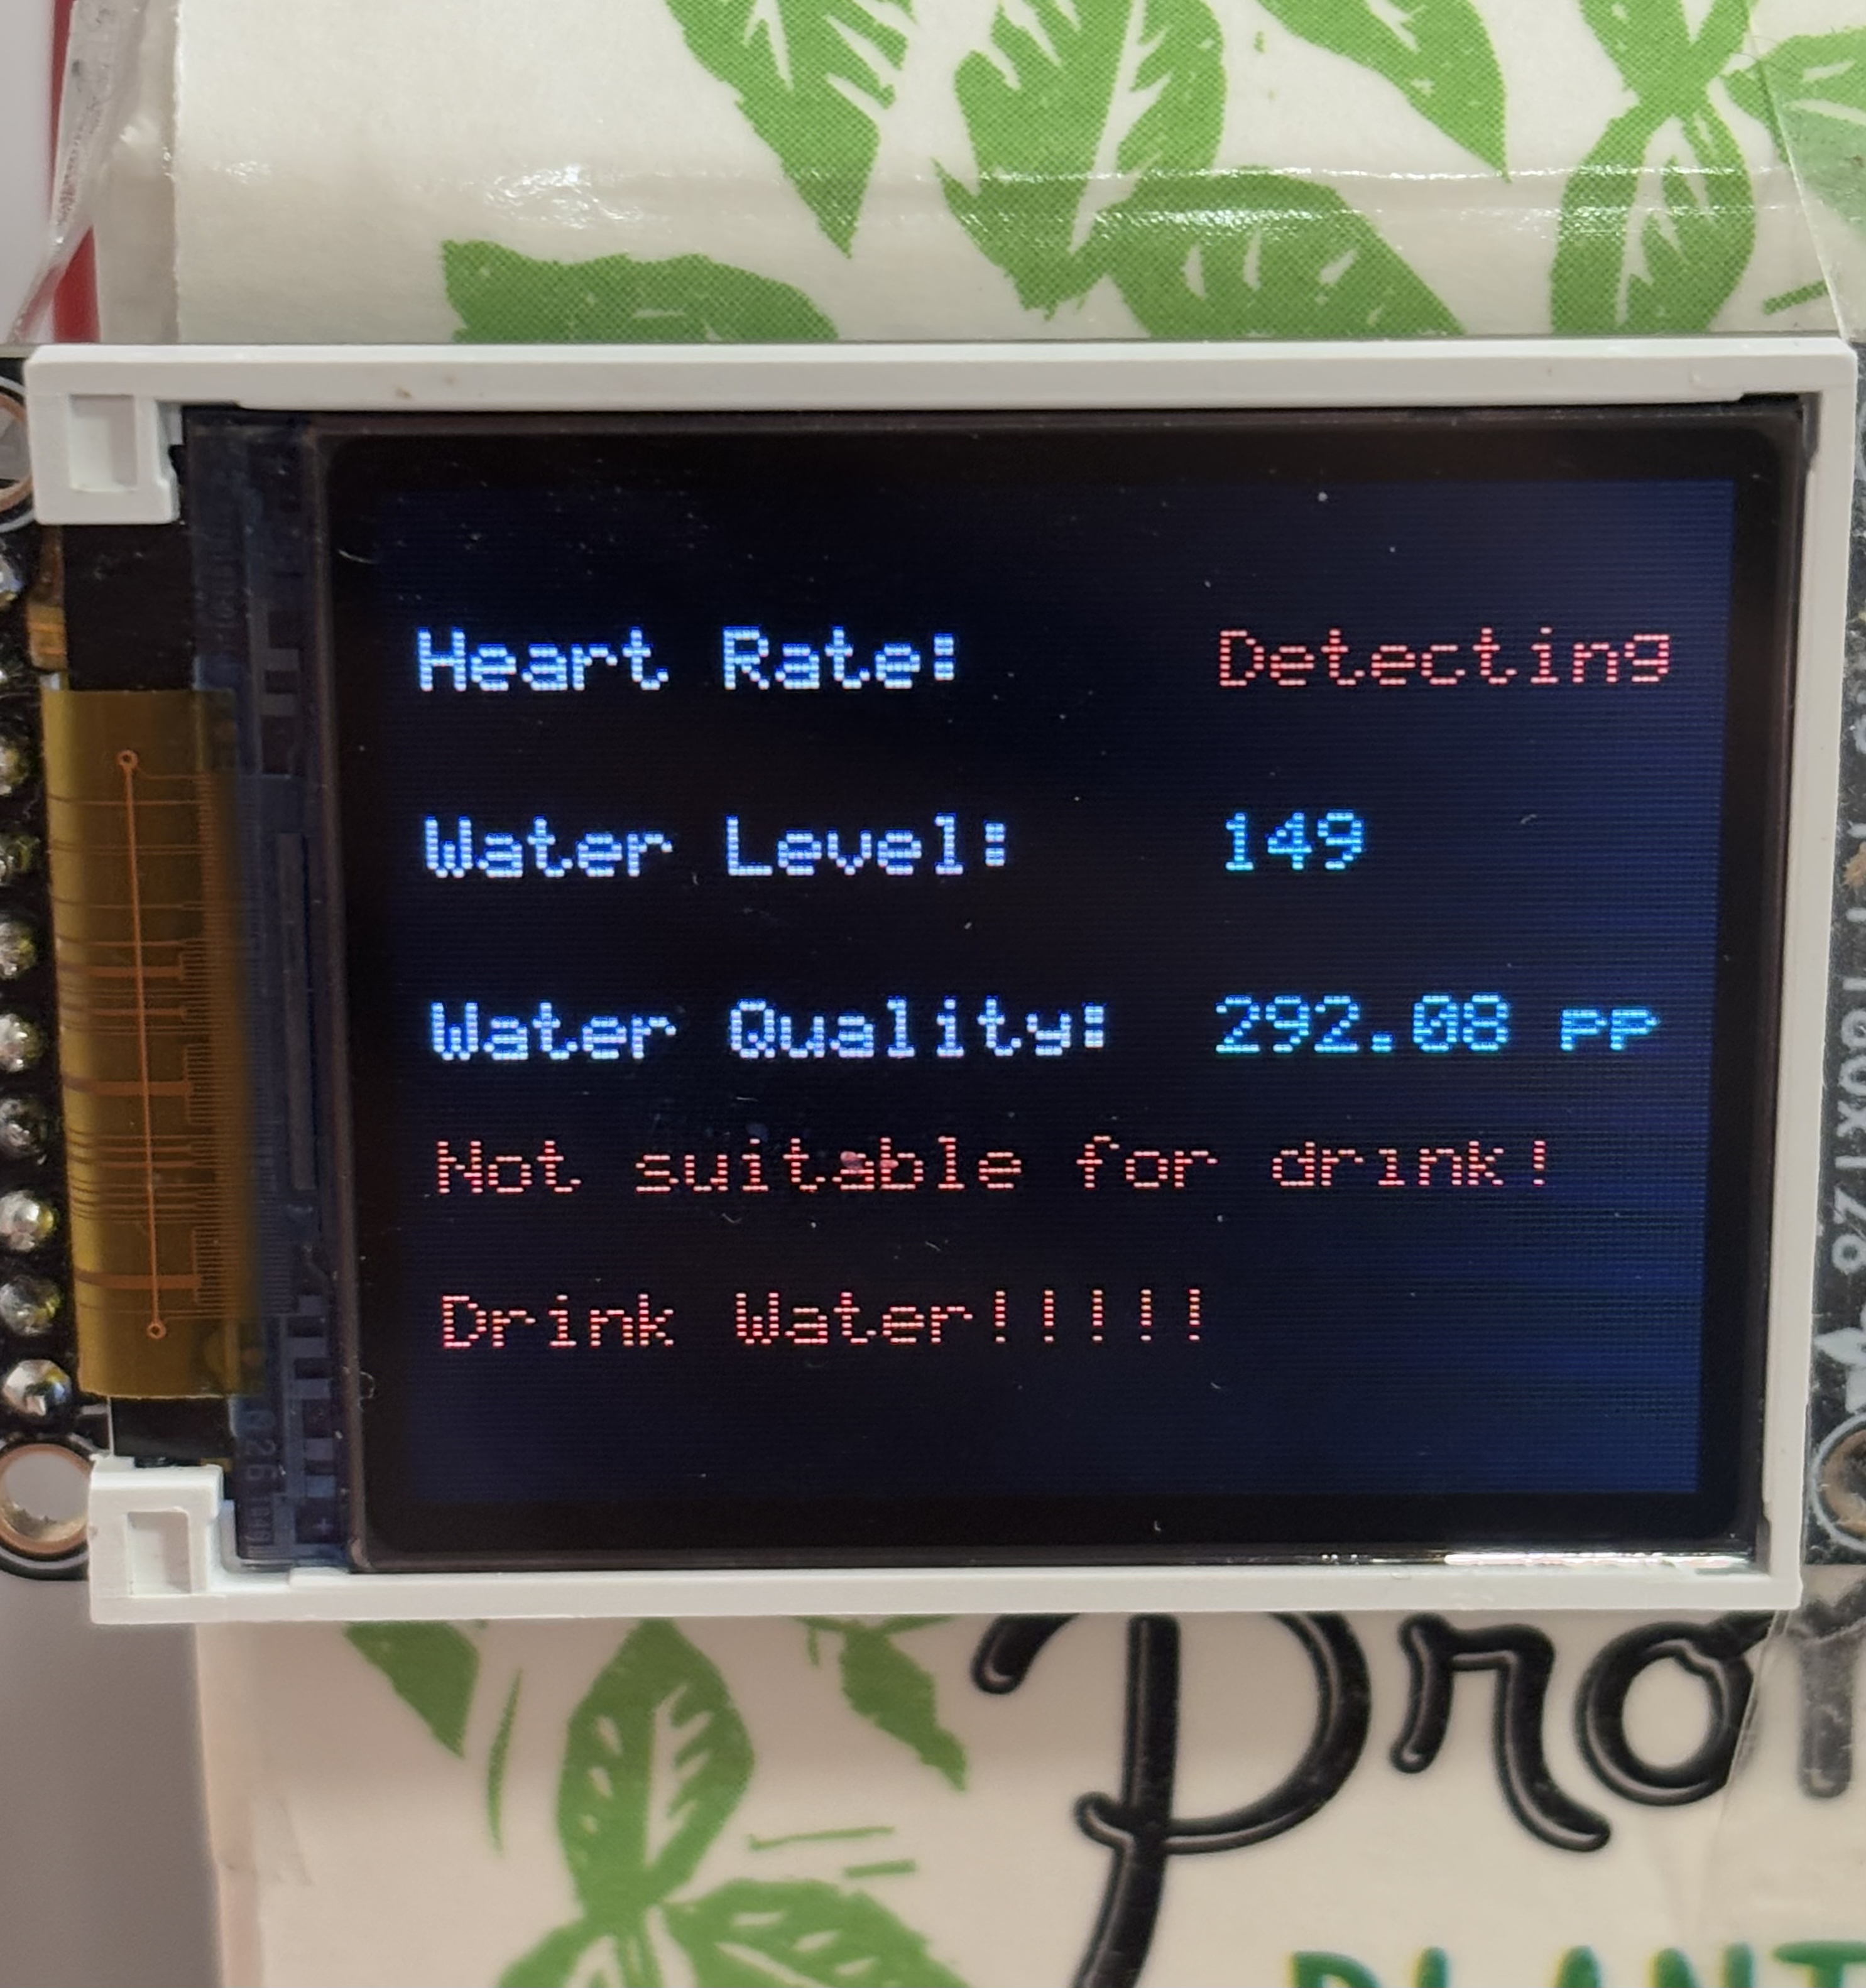 Heart Rate: Detecting
Water Level: 149
Water Quality: 292.08 pp
Not suitable for drink!
Drink Water!!!!!
Pro
PLANT